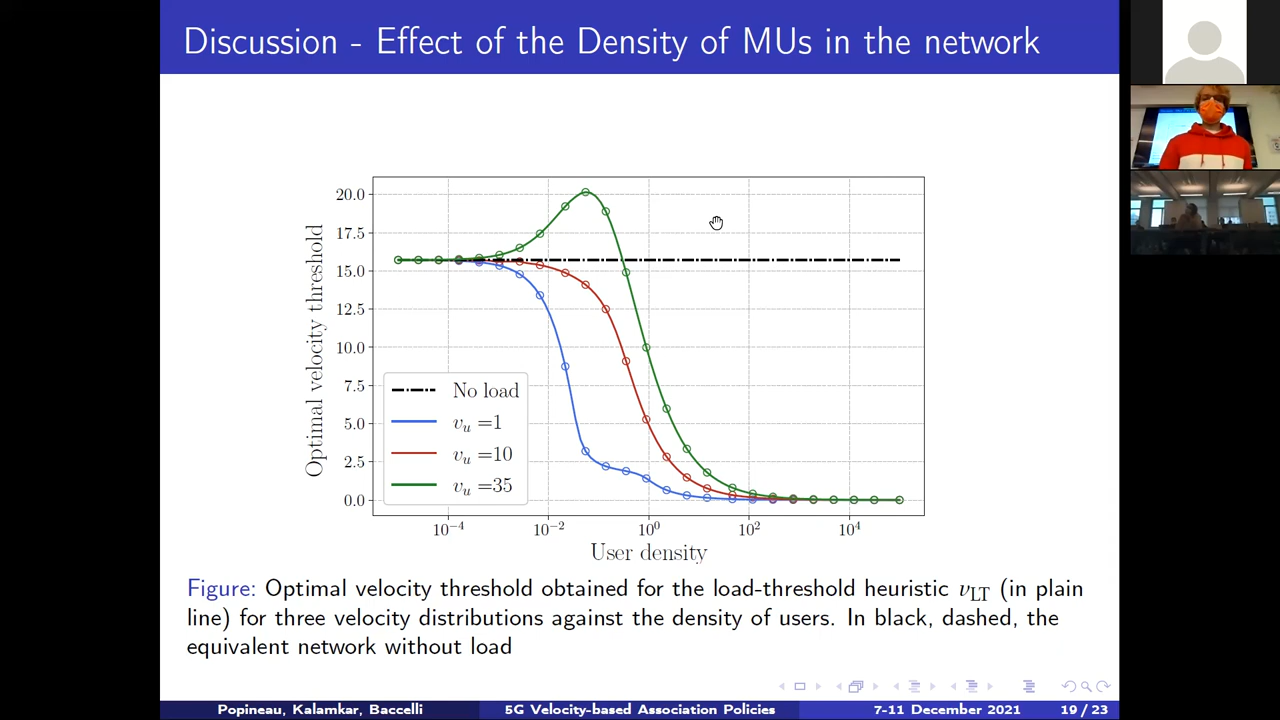 Discussion - Effect of the Density of MUs in the network
20.0
17.5
15.0
12.5
10.0
7.5
5.0
2.5
0.0
Optimal velocity threshold
No load
v_u =1
v_u =10
v_u =35
10^-4
10^-2
10^0
10^2
10^4
User density
Figure: Optimal velocity threshold obtained for the load-threshold heuristic v_LT (in plain
line) for three velocity distributions against the density of users. In black, dashed, the
equivalent network without load
Popineau, Kalamkar, Baccelli
5G Velocity-based Association Policies
7-11 December 2021
19 / 23